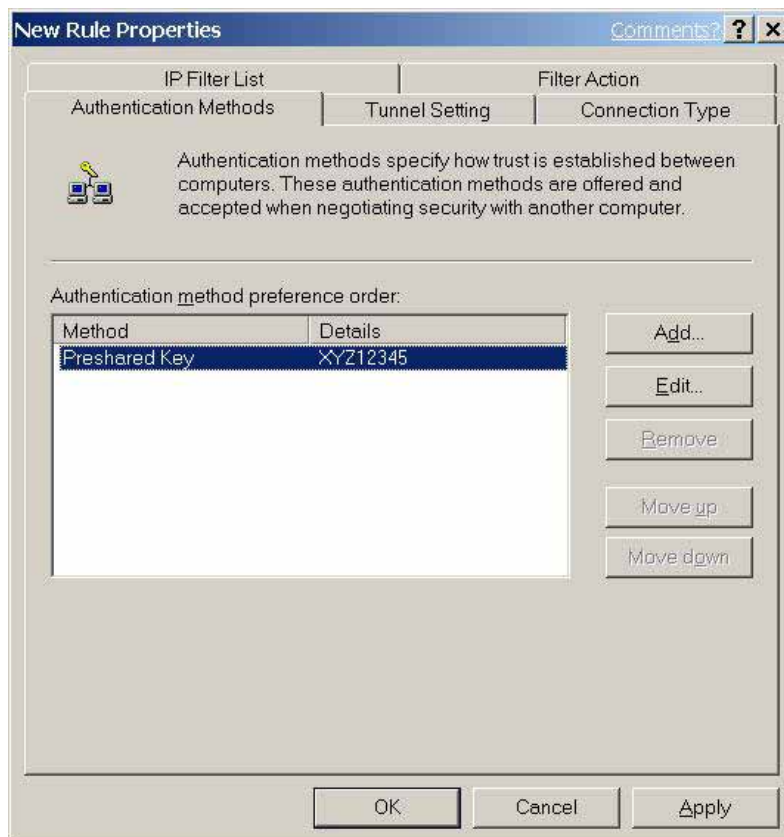 New Rule Properties Comments? ? ×
IP Filter List Filter Action
Authentication Methods Tunnel Setting Connection Type
Authentication methods specify how trust is established between
computers. These authentication methods are offered and
accepted when negotiating security with another computer.
Authentication method preference order:
Method Details
Preshared Key XYZ12345
Add...
Edit...
Remove
Move up
Move down
OK Cancel Apply